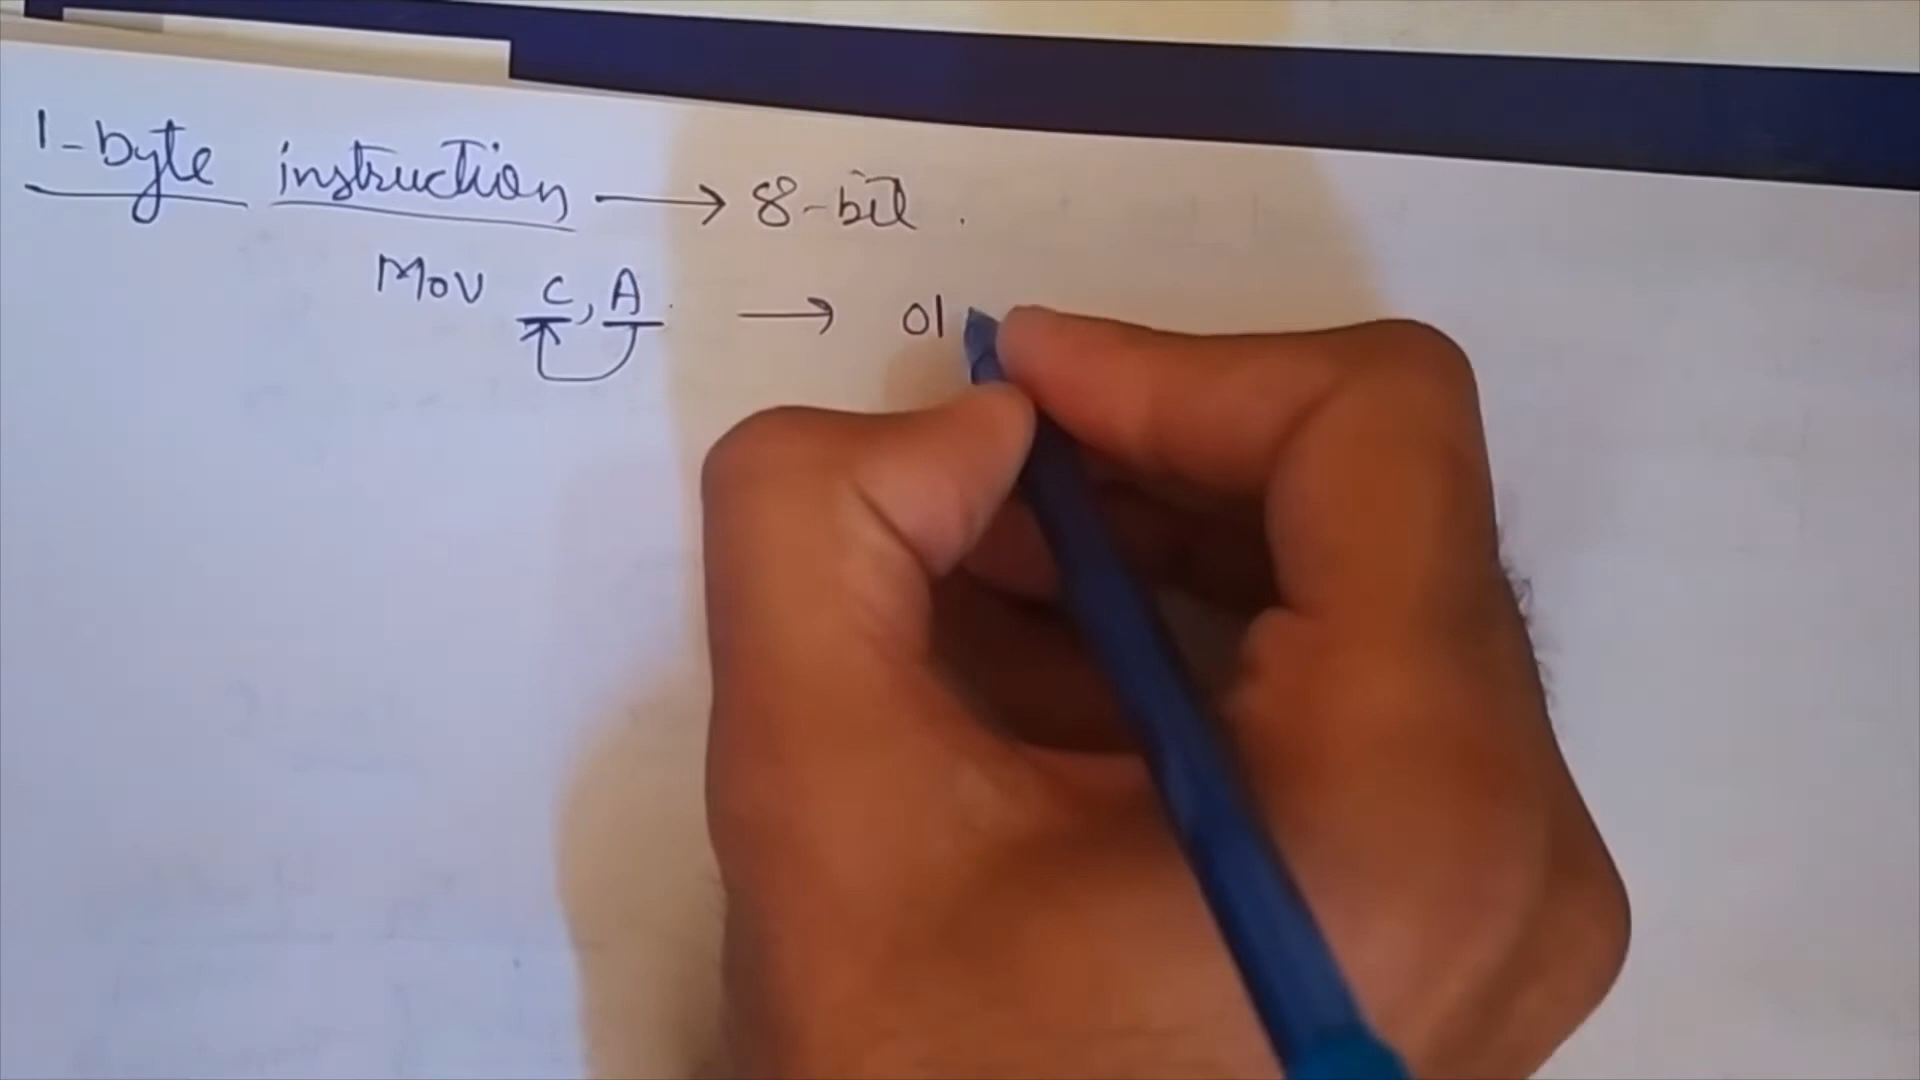 1-byte instruction → 8-bit.
MOV C, A. → 01